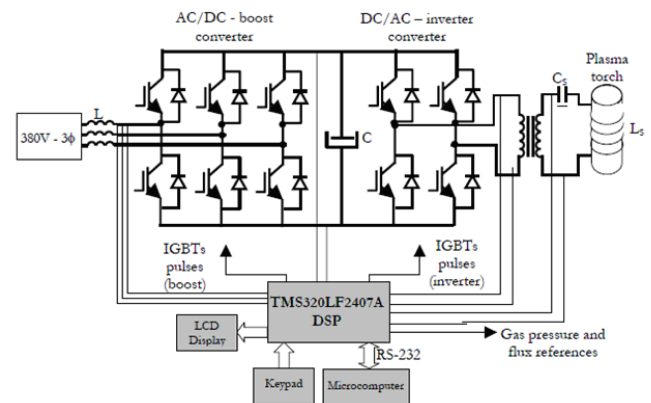 AC/DC - boost
converter
DC/AC – inverter
converter
Plasma
torch
L
Cs
380V - 3ϕ
C
Ls
IGBTs
pulses
(boost)
IGBTs
pulses
(inverter)
TMS320LF2407A
DSP
LCD
Display
Gas pressure and
flux references
RS-232
Keypad
Microcomputer